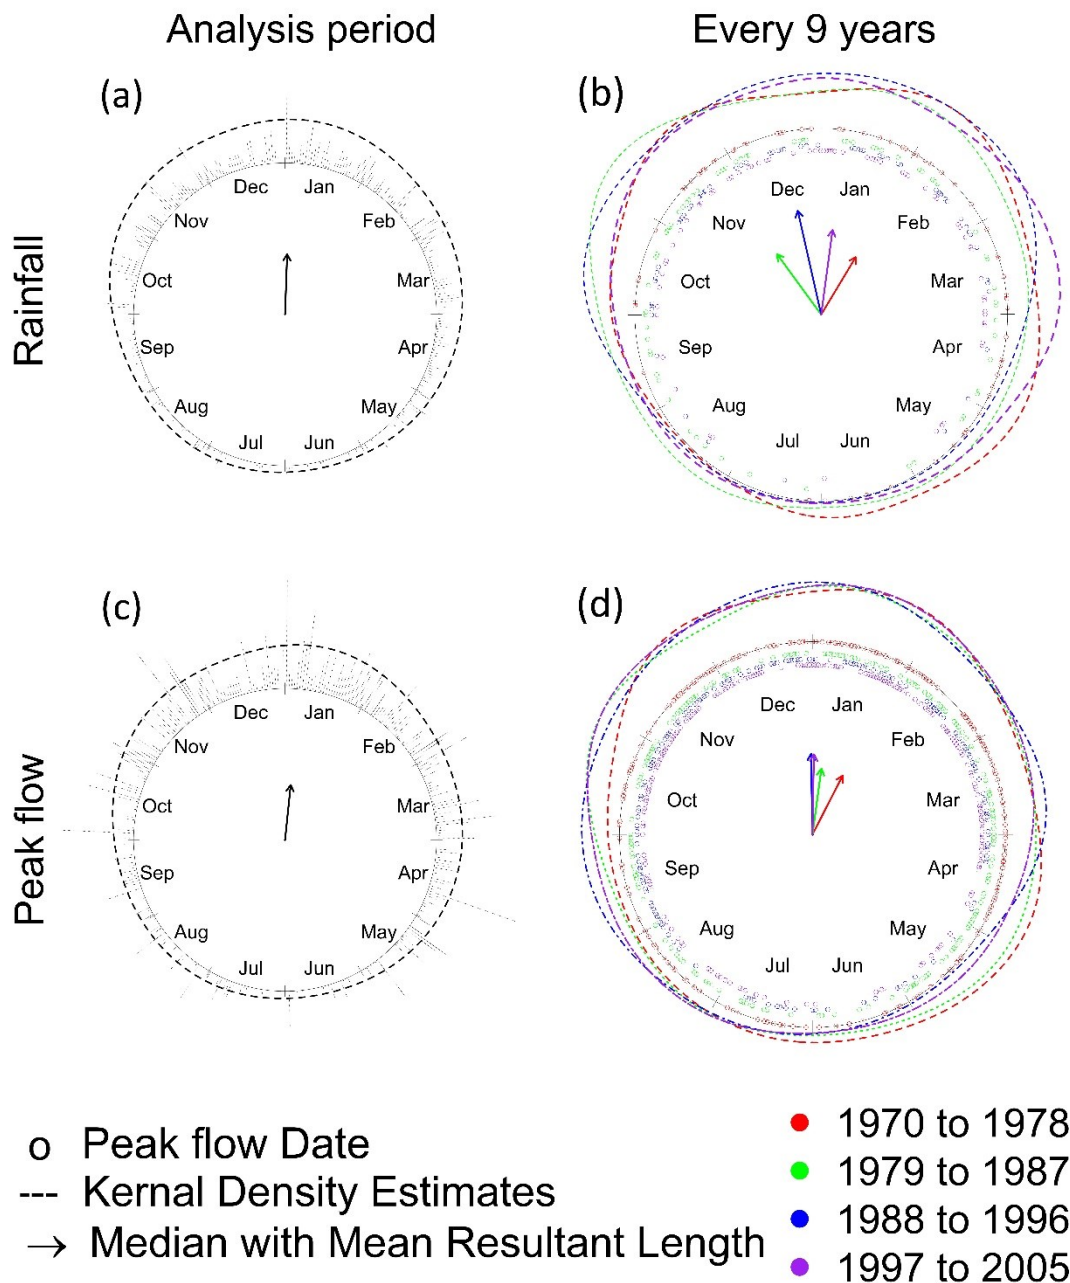 Analysis period
Every 9 years
Rainfall
(a)
Dec Jan
Nov Feb
Oct Mar
Sep Apr
Aug May
Jul Jun
(b)
Dec Jan
Nov Feb
Oct Mar
Sep Apr
Aug May
Jul Jun
Peak flow
(c)
Dec Jan
Nov Feb
Oct Mar
Sep Apr
Aug May
Jul Jun
(d)
Dec Jan
Nov Feb
Oct Mar
Sep Apr
Aug May
Jul Jun
o Peak flow Date
--- Kernal Density Estimates
→ Median with Mean Resultant Length
1970 to 1978
1979 to 1987
1988 to 1996
1997 to 2005